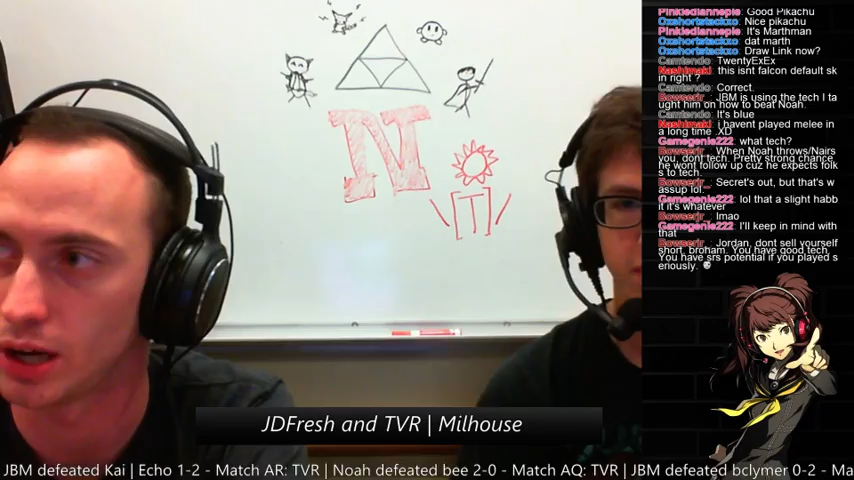 N
\[T]/
Pinkiediannepie: Good Pikachu
Oxshortstackxo: Nice pikachu
Pinkiediannepie: It's Marthman
Oxshortstackxo: dat marth
Oxshortstackxo: Draw Link now?
Camtendo: TwentyExEx
Nashimaki: this isnt falcon default sk
in right ?
Camtendo: Correct.
Bowserjr: JBM is using the tech I ta
ught him on how to beat Noah.
Camtendo: It's blue
Nashimaki: i havent played melee in
a long time .XD
Gamegenie222: what tech?
Bowserjr: When Noah throws/Nairs
you, dont tech. Pretty strong chance
he wont follow up cuz he expects folk
s to tech.
Bowserjr: Secret's out, but that's w
assup lol.
Gamegenie222: lol that a slight habb
it it's whatever
Bowserjr: lmao
Gamegenie222: I'll keep in mind with
that
Bowserjr: Jordan, dont sell yourself
short, broham. You have good tech.
You have srs potential if you played s
eriously.
JDFresh and TVR | Milhouse
JBM defeated Kai | Echo 1-2 - Match AR: TVR | Noah defeated bee 2-0 - Match AQ: TVR | JBM defeated bclymer 0-2 - Ma